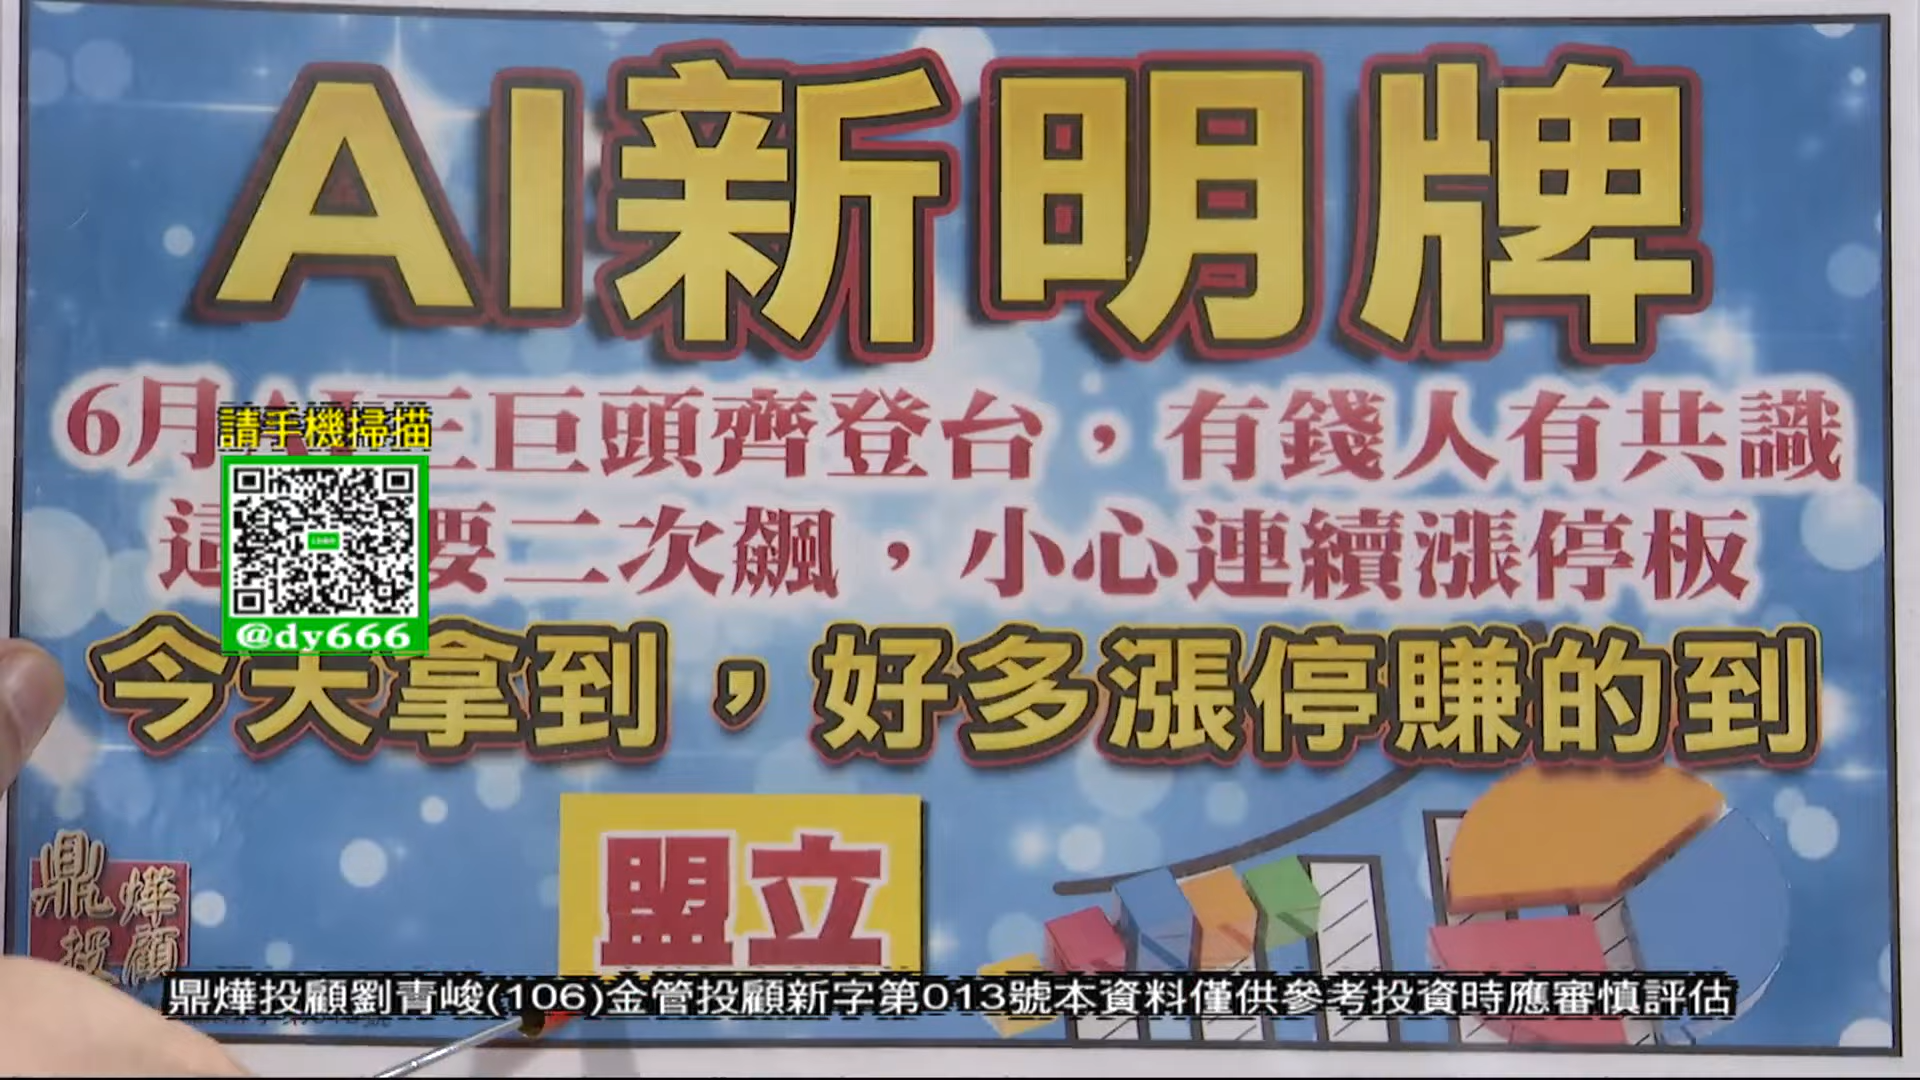 AI新明牌
6月AI三巨頭齊登台，有錢人有共識
請手機掃描
這 要二次飆，小心連續漲停板
@dy666
今天拿到，好多漲停賺的到
盟立
鼎燁
投顧
鼎燁投顧劉青峻(106)金管投顧新字第013號本資料僅供參考投資時應審慎評估